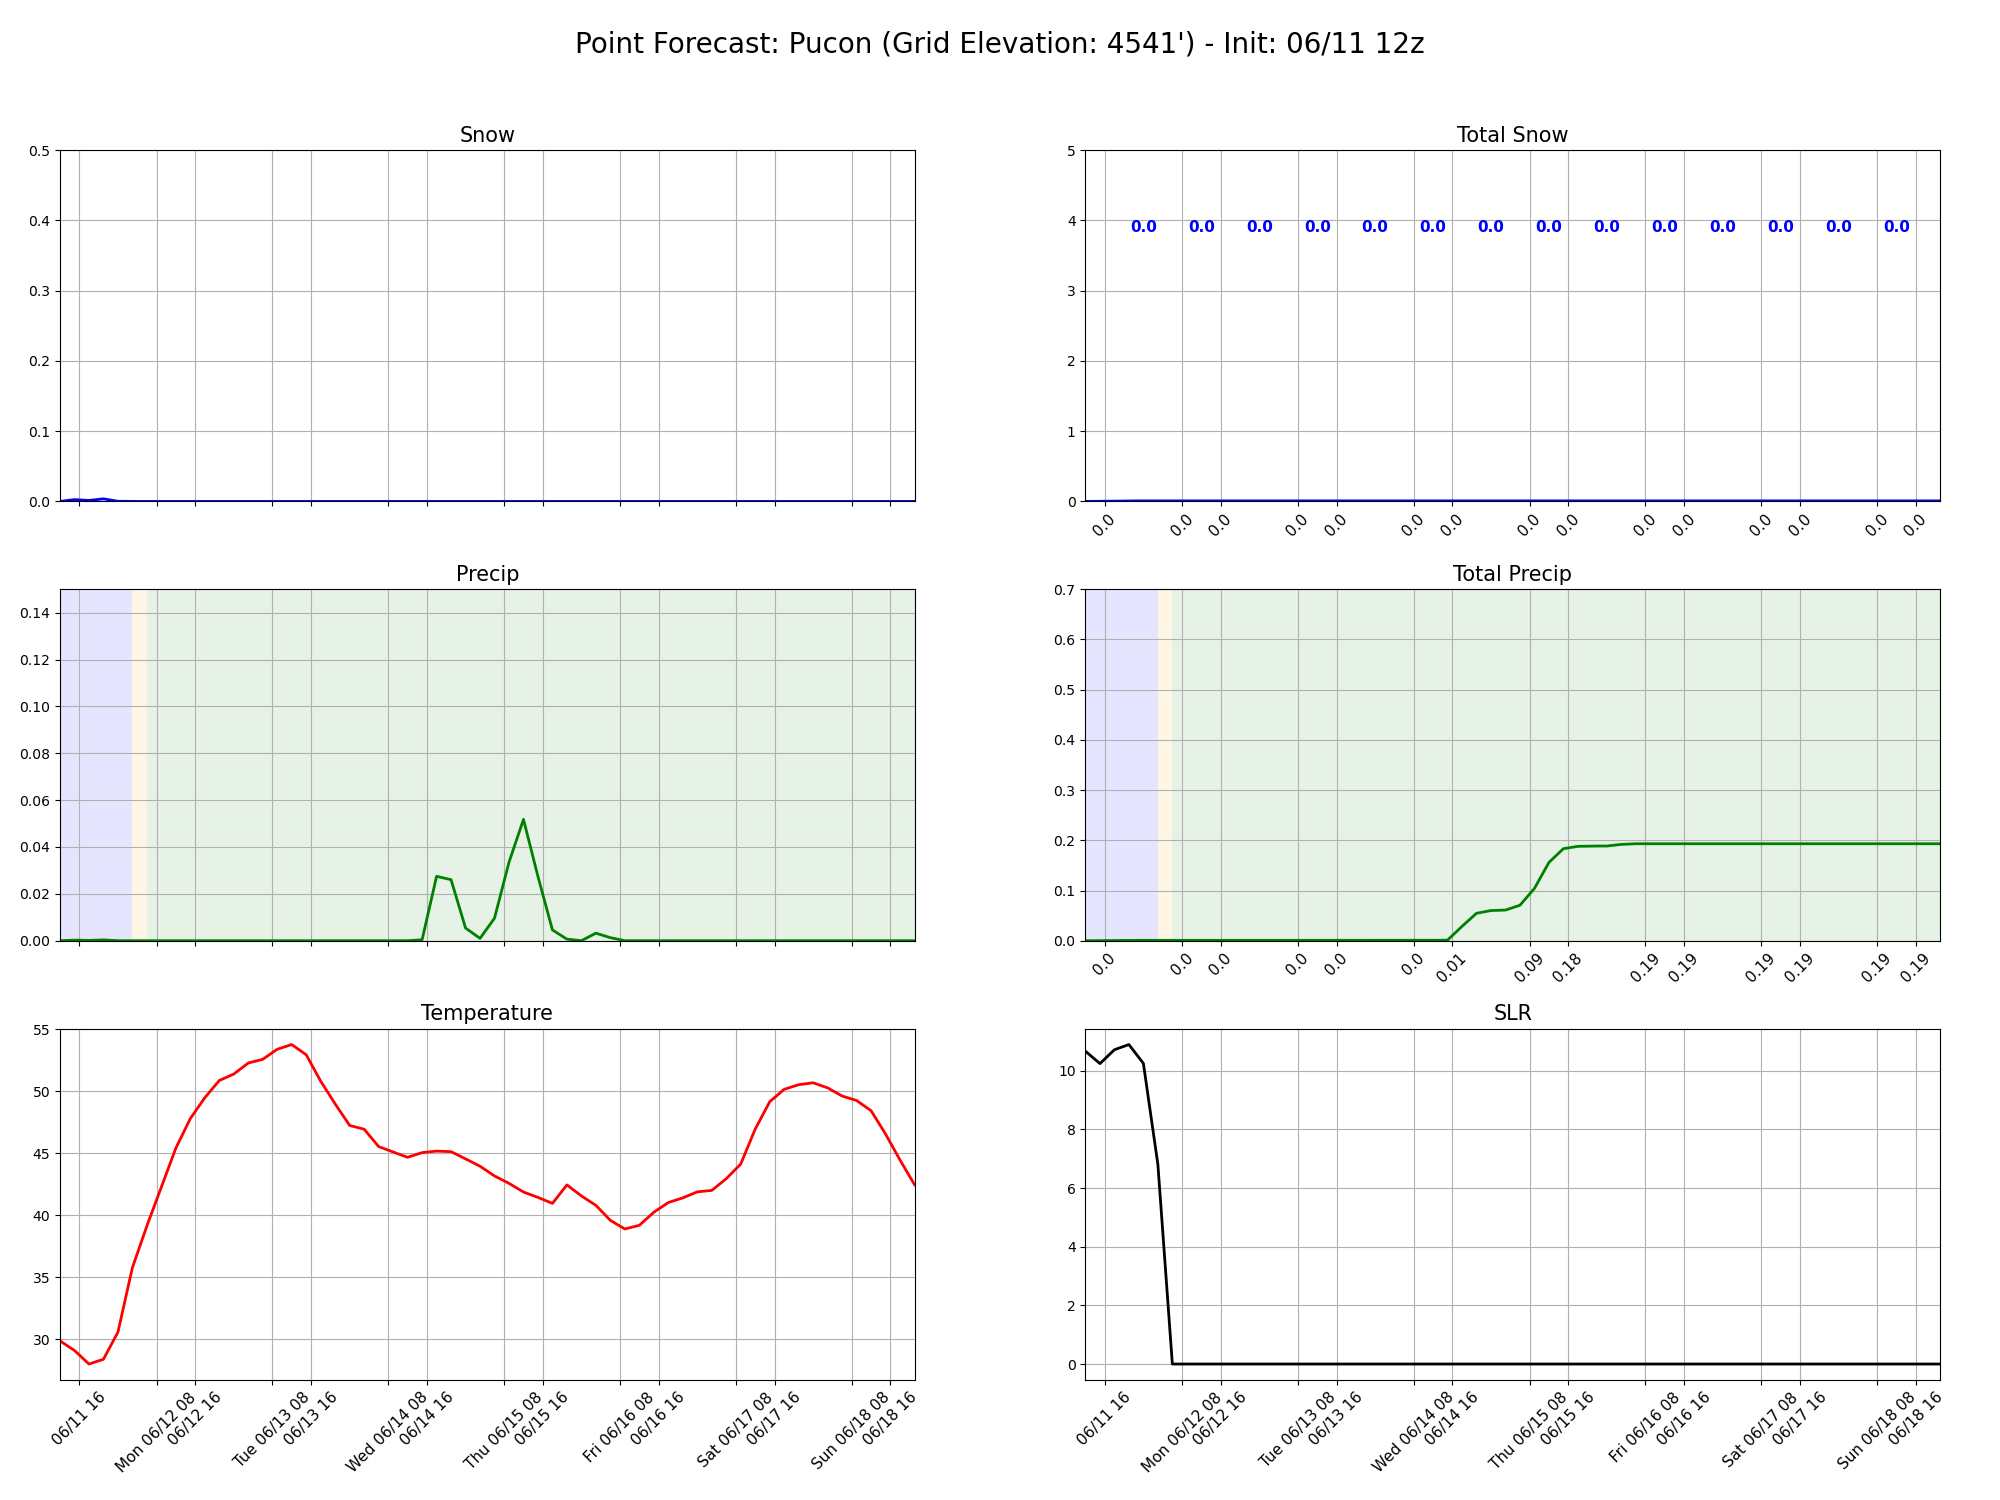 Point Forecast: Pucon (Grid Elevation: 4541') - Init: 06/11 12z
Snow
0.5
0.4
0.3
0.2
0.1
0.0
Total Snow
5
4
3
2
1
0
0.0 0.0 0.0 0.0 0.0 0.0 0.0 0.0 0.0 0.0 0.0 0.0 0.0 0.0
0.0 0.0 0.0 0.0 0.0 0.0 0.0 0.0 0.0 0.0 0.0 0.0 0.0 0.0 0.0
Precip
0.14
0.12
0.10
0.08
0.06
0.04
0.02
0.00
Total Precip
0.7
0.6
0.5
0.4
0.3
0.2
0.1
0.0
0.0 0.0 0.0 0.0 0.0 0.0 0.01 0.09 0.18 0.19 0.19 0.19 0.19 0.19 0.19
Temperature
55
50
45
40
35
30
06/11 16
Mon 06/12 08
06/12 16
Tue 06/13 08
06/13 16
Wed 06/14 08
06/14 16
Thu 06/15 08
06/15 16
Fri 06/16 08
06/16 16
Sat 06/17 08
06/17 16
Sun 06/18 08
06/18 16
SLR
10
8
6
4
2
0
06/11 16
Mon 06/12 08
06/12 16
Tue 06/13 08
06/13 16
Wed 06/14 08
06/14 16
Thu 06/15 08
06/15 16
Fri 06/16 08
06/16 16
Sat 06/17 08
06/17 16
Sun 06/18 08
06/18 16